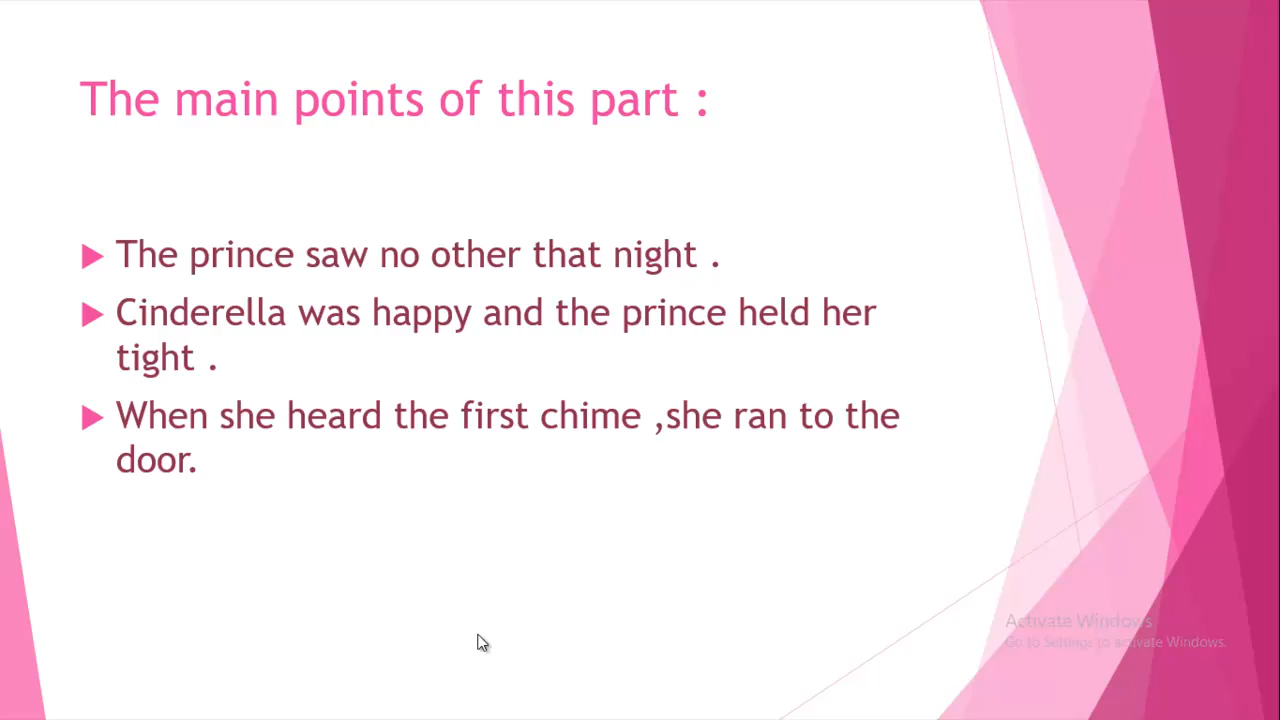 The main points of this part :
The prince saw no other that night .
Cinderella was happy and the prince held her
tight .
When she heard the first chime ,she ran to the
door.
Activate Windows
Go to Settings to activate Windows.